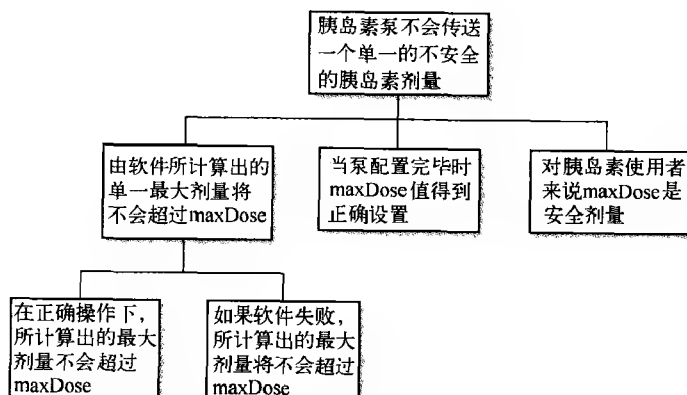 胰岛素泵不会传送
一个单一的不安全
的胰岛素剂量
由软件所计算出的
单一最大剂量将
不会超过maxDose
当泵配置完毕时
maxDose值得到
正确设置
对胰岛素使用者
来说maxDose是
安全剂量
在正确操作下，
所计算出的最大
剂量不会超过
maxDose
如果软件失败，
所计算出的最大
剂量将不会超过
maxDose